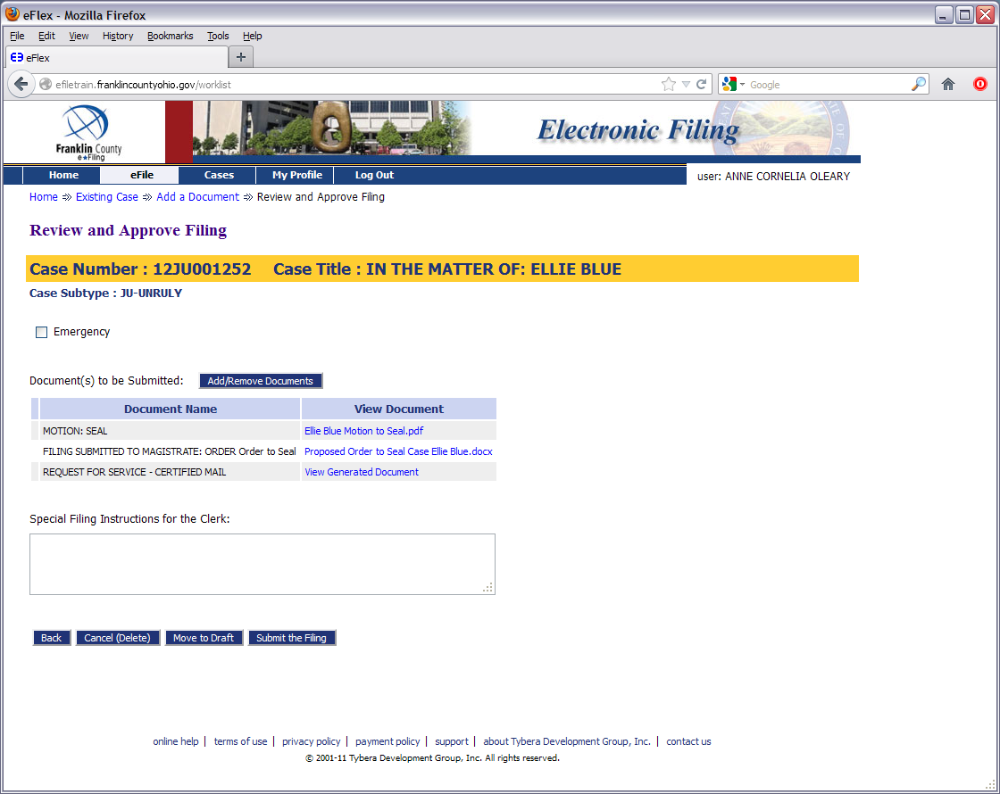 eFlex - Mozilla Firefox
File Edit View History Bookmarks Tools Help
eFlex
efiletrain.franklincountyohio.gov/worklist
Google
Franklin County
e★Filing
Electronic Filing
Home eFile Cases My Profile Log Out
user: ANNE CORNELIA OLEARY
Home ⇒ Existing Case ⇒ Add a Document ⇒ Review and Approve Filing
Review and Approve Filing
Case Number : 12JU001252 Case Title : IN THE MATTER OF: ELLIE BLUE
Case Subtype : JU-UNRULY
Emergency
Document(s) to be Submitted: Add/Remove Documents
Document Name View Document
MOTION: SEAL Ellie Blue Motion to Seal.pdf
FILING SUBMITTED TO MAGISTRATE: ORDER Order to Seal Proposed Order to Seal Case Ellie Blue.docx
REQUEST FOR SERVICE - CERTIFIED MAIL View Generated Document
Special Filing Instructions for the Clerk:
Back Cancel (Delete) Move to Draft Submit the Filing
online help | terms of use | privacy policy | payment policy | support | about Tybera Development Group, Inc. | contact us
© 2001-11 Tybera Development Group, Inc. All rights reserved.